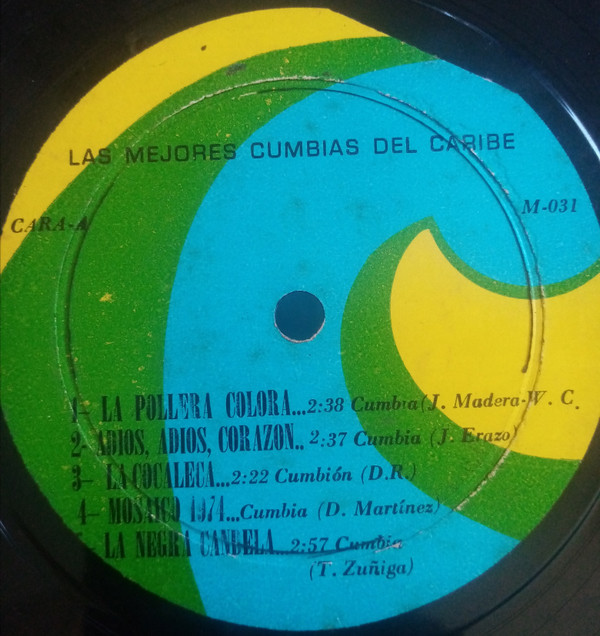 LAS MEJORES CUMBIAS DEL CARIBE
CARA-A
M-031
1- LA POLLERA COLORA...2:38 Cumbia (J. Madera-W. C.
2- ADIOS, ADIOS, CORAZON.. 2:37 Cumbia (J. Erazo)
3- LA COCALECA...2:22 Cumbión (D.R.)
4- MOSAICO 1974...Cumbia (D. Martínez)
5- LA NEGRA CANDELA...2:57 Cumbia
(T. Zuñiga)